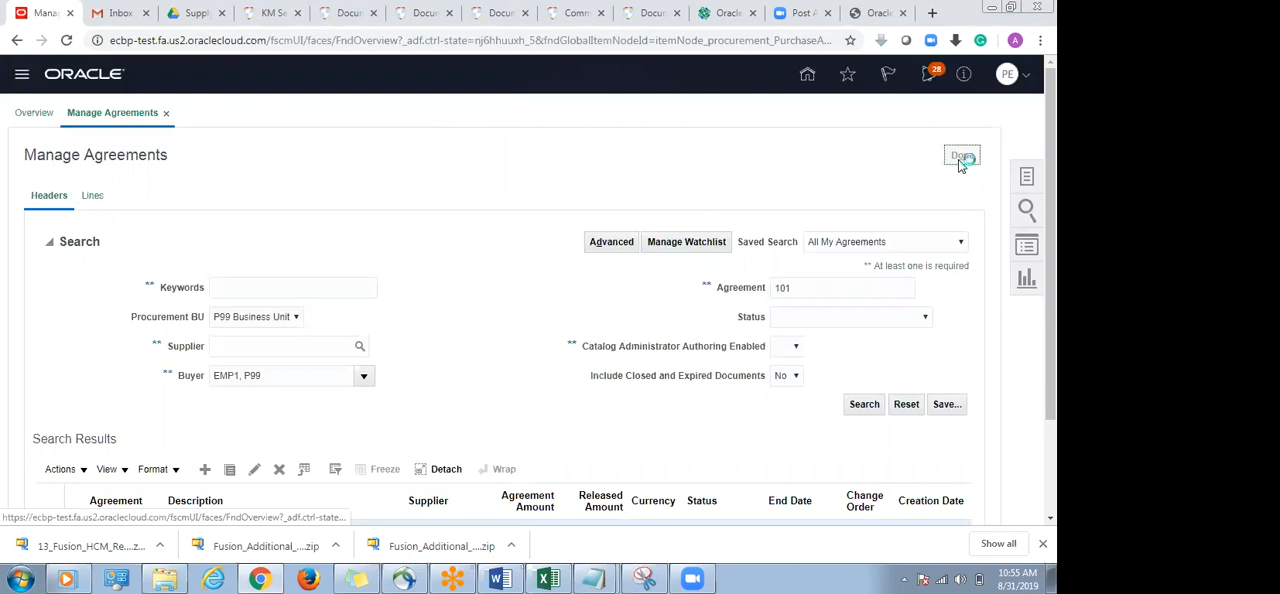 Manag
Inbox
Supply
KM Se
Docum
Docum
Docum
Comm
Docum
Oracle
Post A
Oracle
ecbp-test.fa.us2.oraclecloud.com/fscmUI/faces/FndOverview?_adf.ctrl-state=nj6hhuuxh_5&fndGlobalItemNodeId=itemNode_procurement_PurchaseA...
A
ORACLE
28
PE
Overview
Manage Agreements
Manage Agreements
Headers
Lines
Search
Advanced
Manage Watchlist
Saved Search
All My Agreements
** At least one is required
** Keywords
** Agreement
101
Procurement BU
P99 Business Unit
Status
** Supplier
** Catalog Administrator Authoring Enabled
** Buyer
EMP1, P99
Include Closed and Expired Documents
No
Search
Reset
Save...
Search Results
Actions
View
Format
Freeze
Detach
Wrap
Agreement
Description
Supplier
Agreement Amount
Released Amount
Currency
Status
End Date
Change Order
Creation Date
https://ecbp-test.fa.us2.oraclecloud.com/fscmUI/faces/FndOverview?_adf.ctrl-state...
13_Fusion_HCM_Re....z...
Fusion_Additional_....zip
Fusion_Additional_....zip
Show all
10:55 AM
8/31/2019